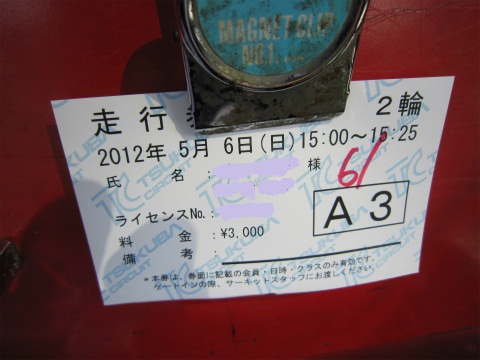 MAGNET CLIP
NO.1
走行 2輪
2012年 5月 6日(日)15:00～15:25
氏 名 : 様 61
ライセンスNo. :
A3
料 金 : ¥3,000
備 考 :
*本券は、券面に記載の会員・日時・クラスのみ有効です。
ゲートインの際、サーキットスタッフにお渡しください。
TSUKUBA CIRCUIT